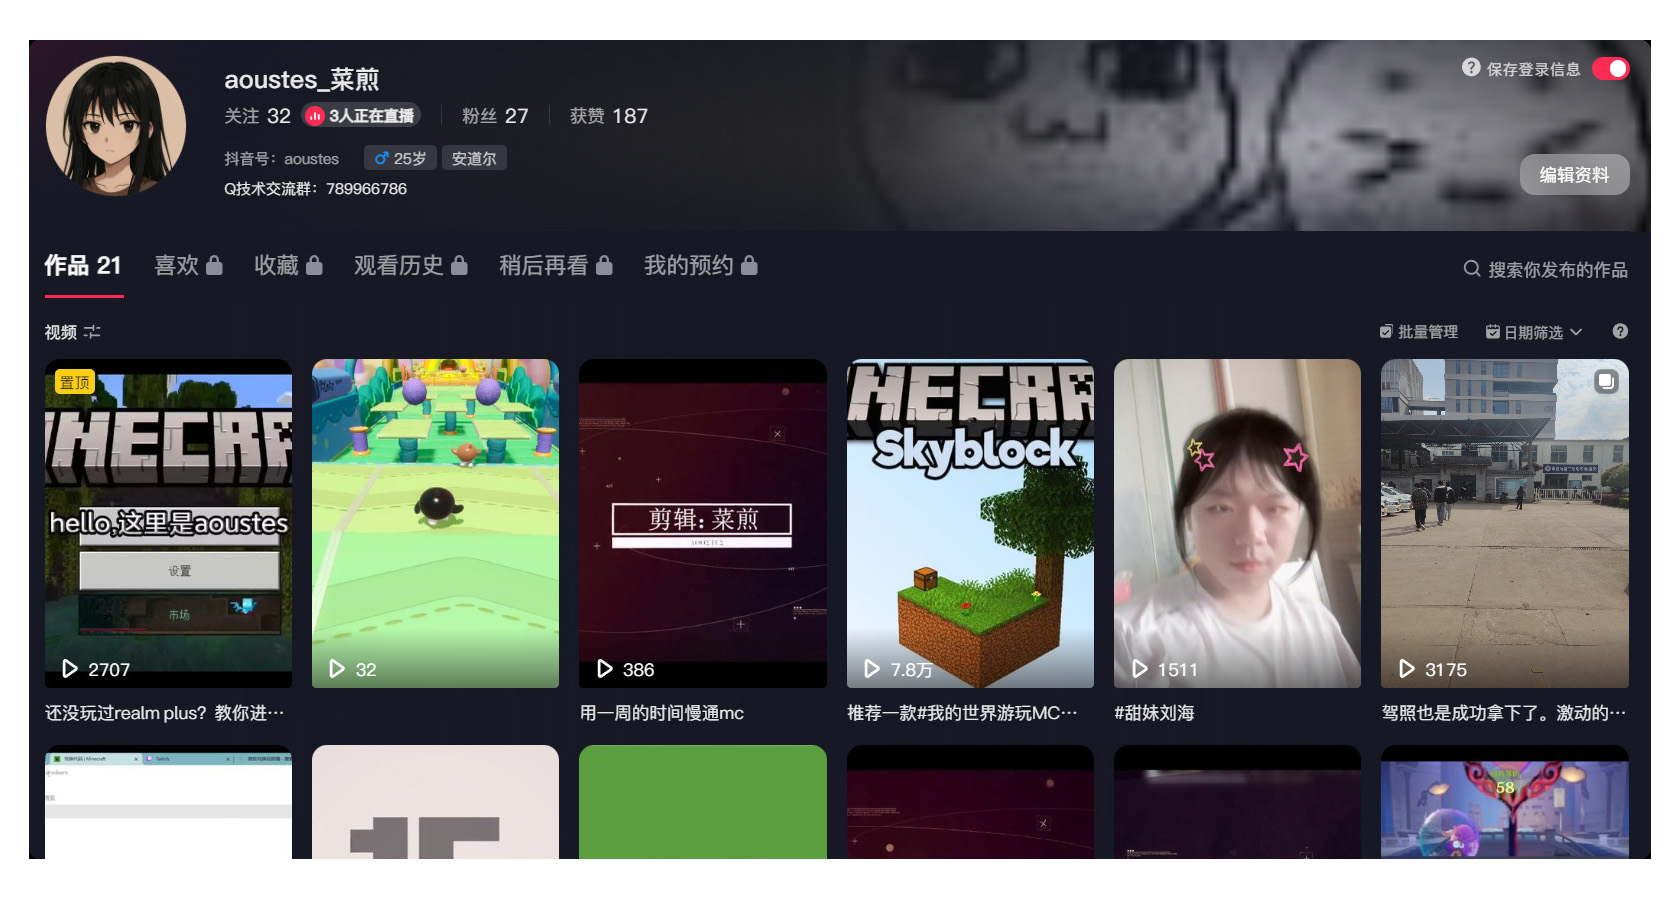 aoustes_菜煎
保存登录信息
关注 32 3人正在直播 粉丝 27 获赞 187
抖音号：aoustes 25岁 安道尔
编辑资料
Q技术交流群：789966786
作品 21 喜欢 收藏 观看历史 稍后再看 我的预约
搜索你发布的作品
视频
批量管理 日期筛选
置顶
NECRA
hello,这里是aoustes
设置
市场
2707
32
剪辑：菜煎
386
NECRA
Skyblock
7.8万
1511
3175
还没玩过realm plus？教你进…
用一周的时间慢通mc
推荐一款#我的世界游玩MC…
#甜妹刘海
驾照也是成功拿下了。激动的…
Twitch
58